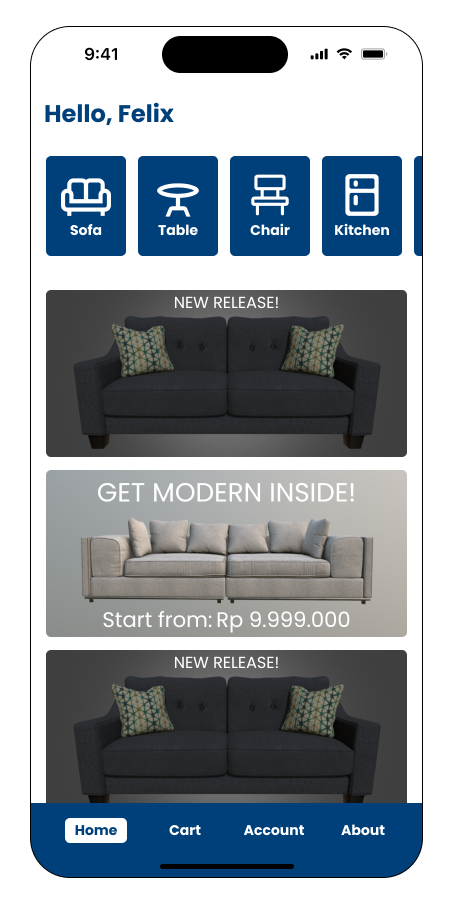 9:41
Hello, Felix
Sofa
Table
Chair
Kitchen
NEW RELEASE!
GET MODERN INSIDE!
Start from: Rp 9.999.000
NEW RELEASE!
Home
Cart
Account
About